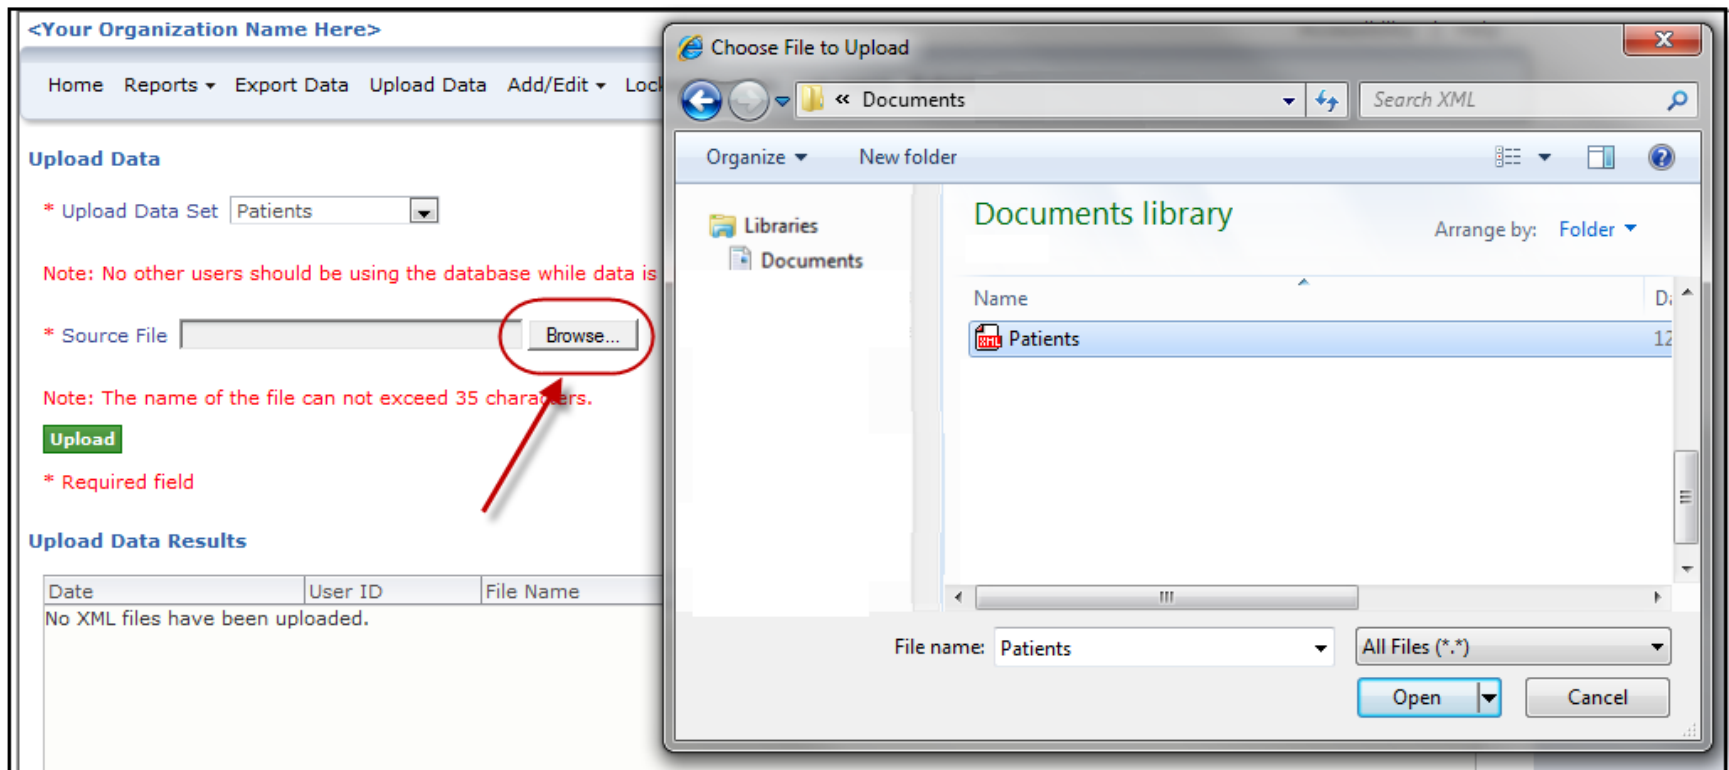 <Your Organization Name Here>
Home Reports Export Data Upload Data Add/Edit
Upload Data
* Upload Data Set Patients
Note: No other users should be using the database while data is
* Source File Browse...
Note: The name of the file can not exceed 35 characters.
Upload
* Required field
Upload Data Results
Date User ID File Name
No XML files have been uploaded.
Choose File to Upload
« Documents
Search XML
Organize New folder
Libraries
Documents
Documents library
Arrange by: Folder
Name
XML Patients 12
File name: Patients All Files (*.*)
Open Cancel